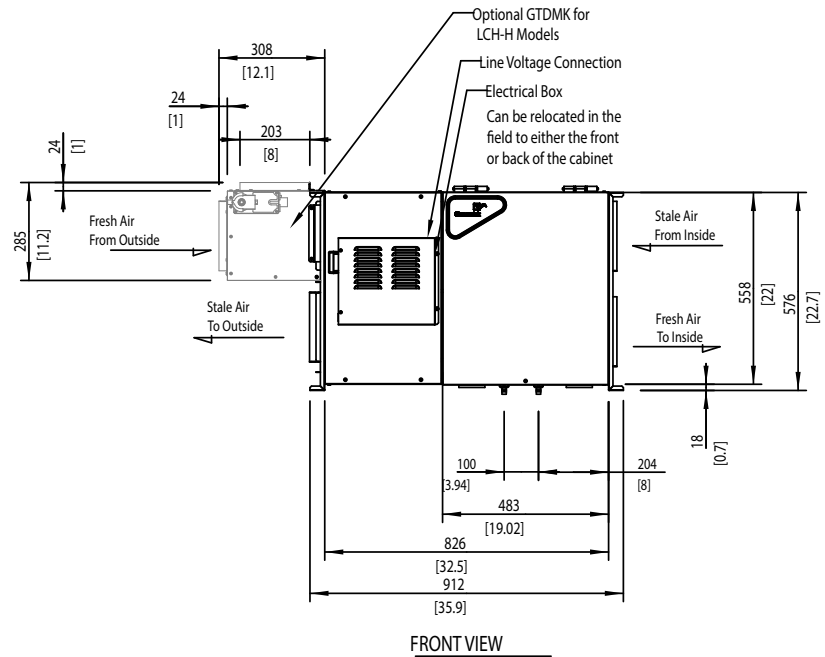 Optional GTDMK for
LCH-H Models
Line Voltage Connection
Electrical Box
Can be relocated in the
field to either the front
or back of the cabinet
308
[12.1]
24
[1]
203
[8]
24
[1]
285
[11.2]
Fresh Air
From Outside
Stale Air
To Outside
Stale Air
From Inside
Fresh Air
To Inside
558
[22]
576
[22.7]
18
[0.7]
100
[3.94]
204
[8]
483
[19.02]
826
[32.5]
912
[35.9]
FRONT VIEW